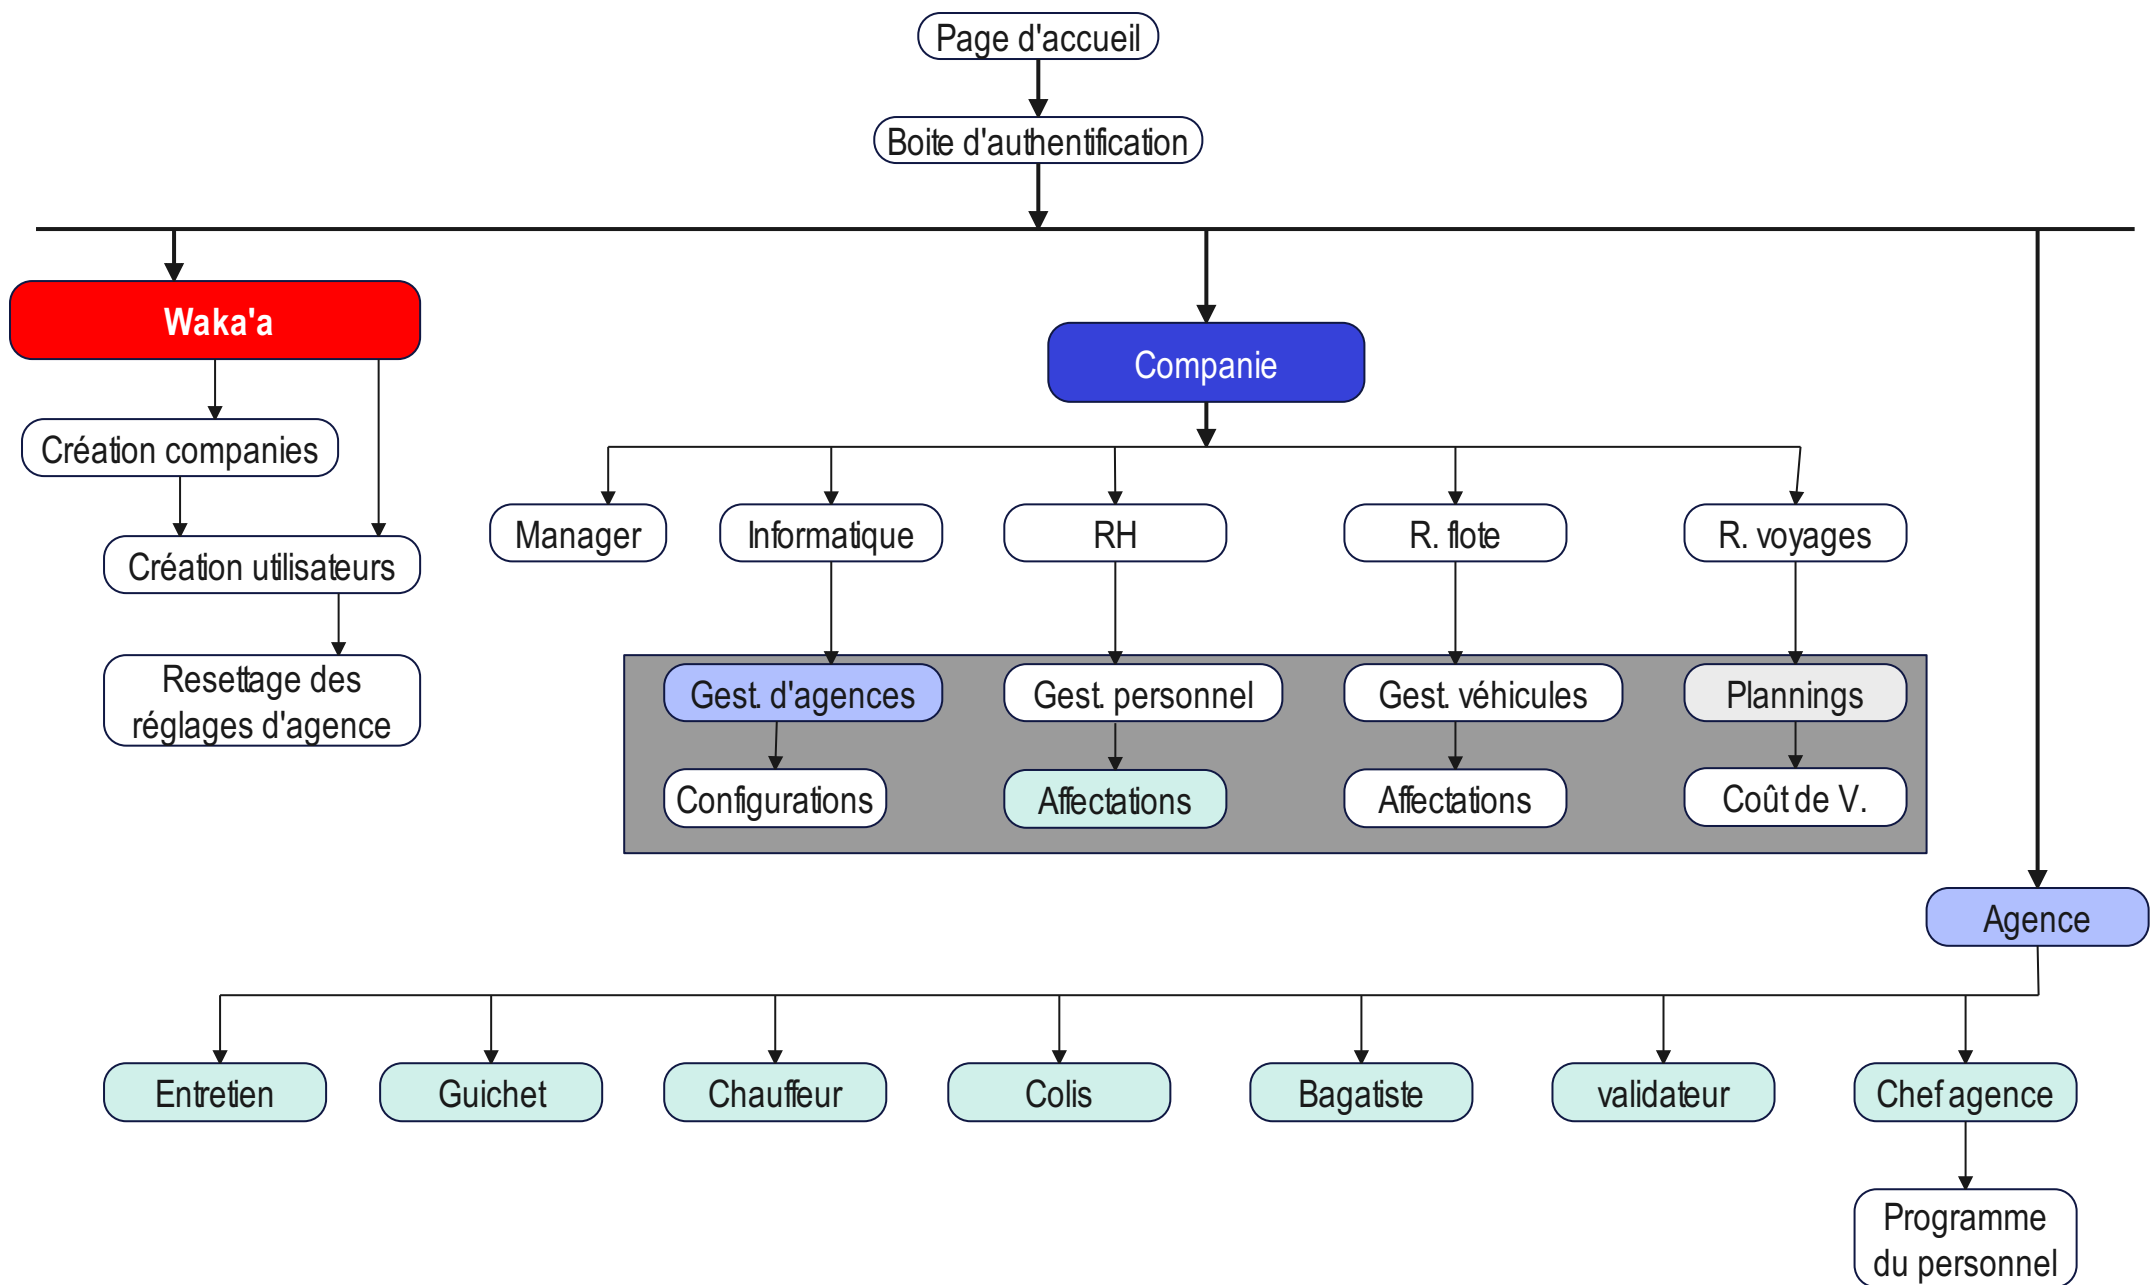 Page d'accueil
Boite d'authentification
Waka'a
Companie
Création companies
Manager
Informatique
RH
R. flote
R. voyages
Création utilisateurs
Resettage des
réglages d'agence
Gest. d'agences
Gest. personnel
Gest. véhicules
Plannings
Configurations
Affectations
Affectations
Coût de V.
Agence
Entretien
Guichet
Chauffeur
Colis
Bagatiste
validateur
Chef agence
Programme
du personnel